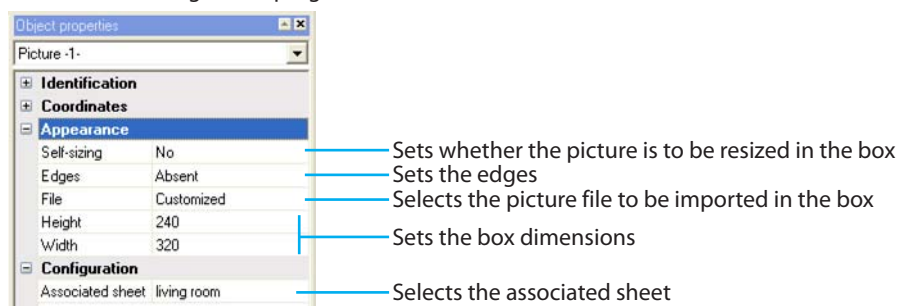 Object properties
Picture -1-
Identification
Coordinates
Appearance
Self-sizing No Sets whether the picture is to be resized in the box
Edges Absent Sets the edges
File Customized Selects the picture file to be imported in the box
Height 240
Sets the box dimensions
Width 320
Configuration
Associated sheet living room Selects the associated sheet